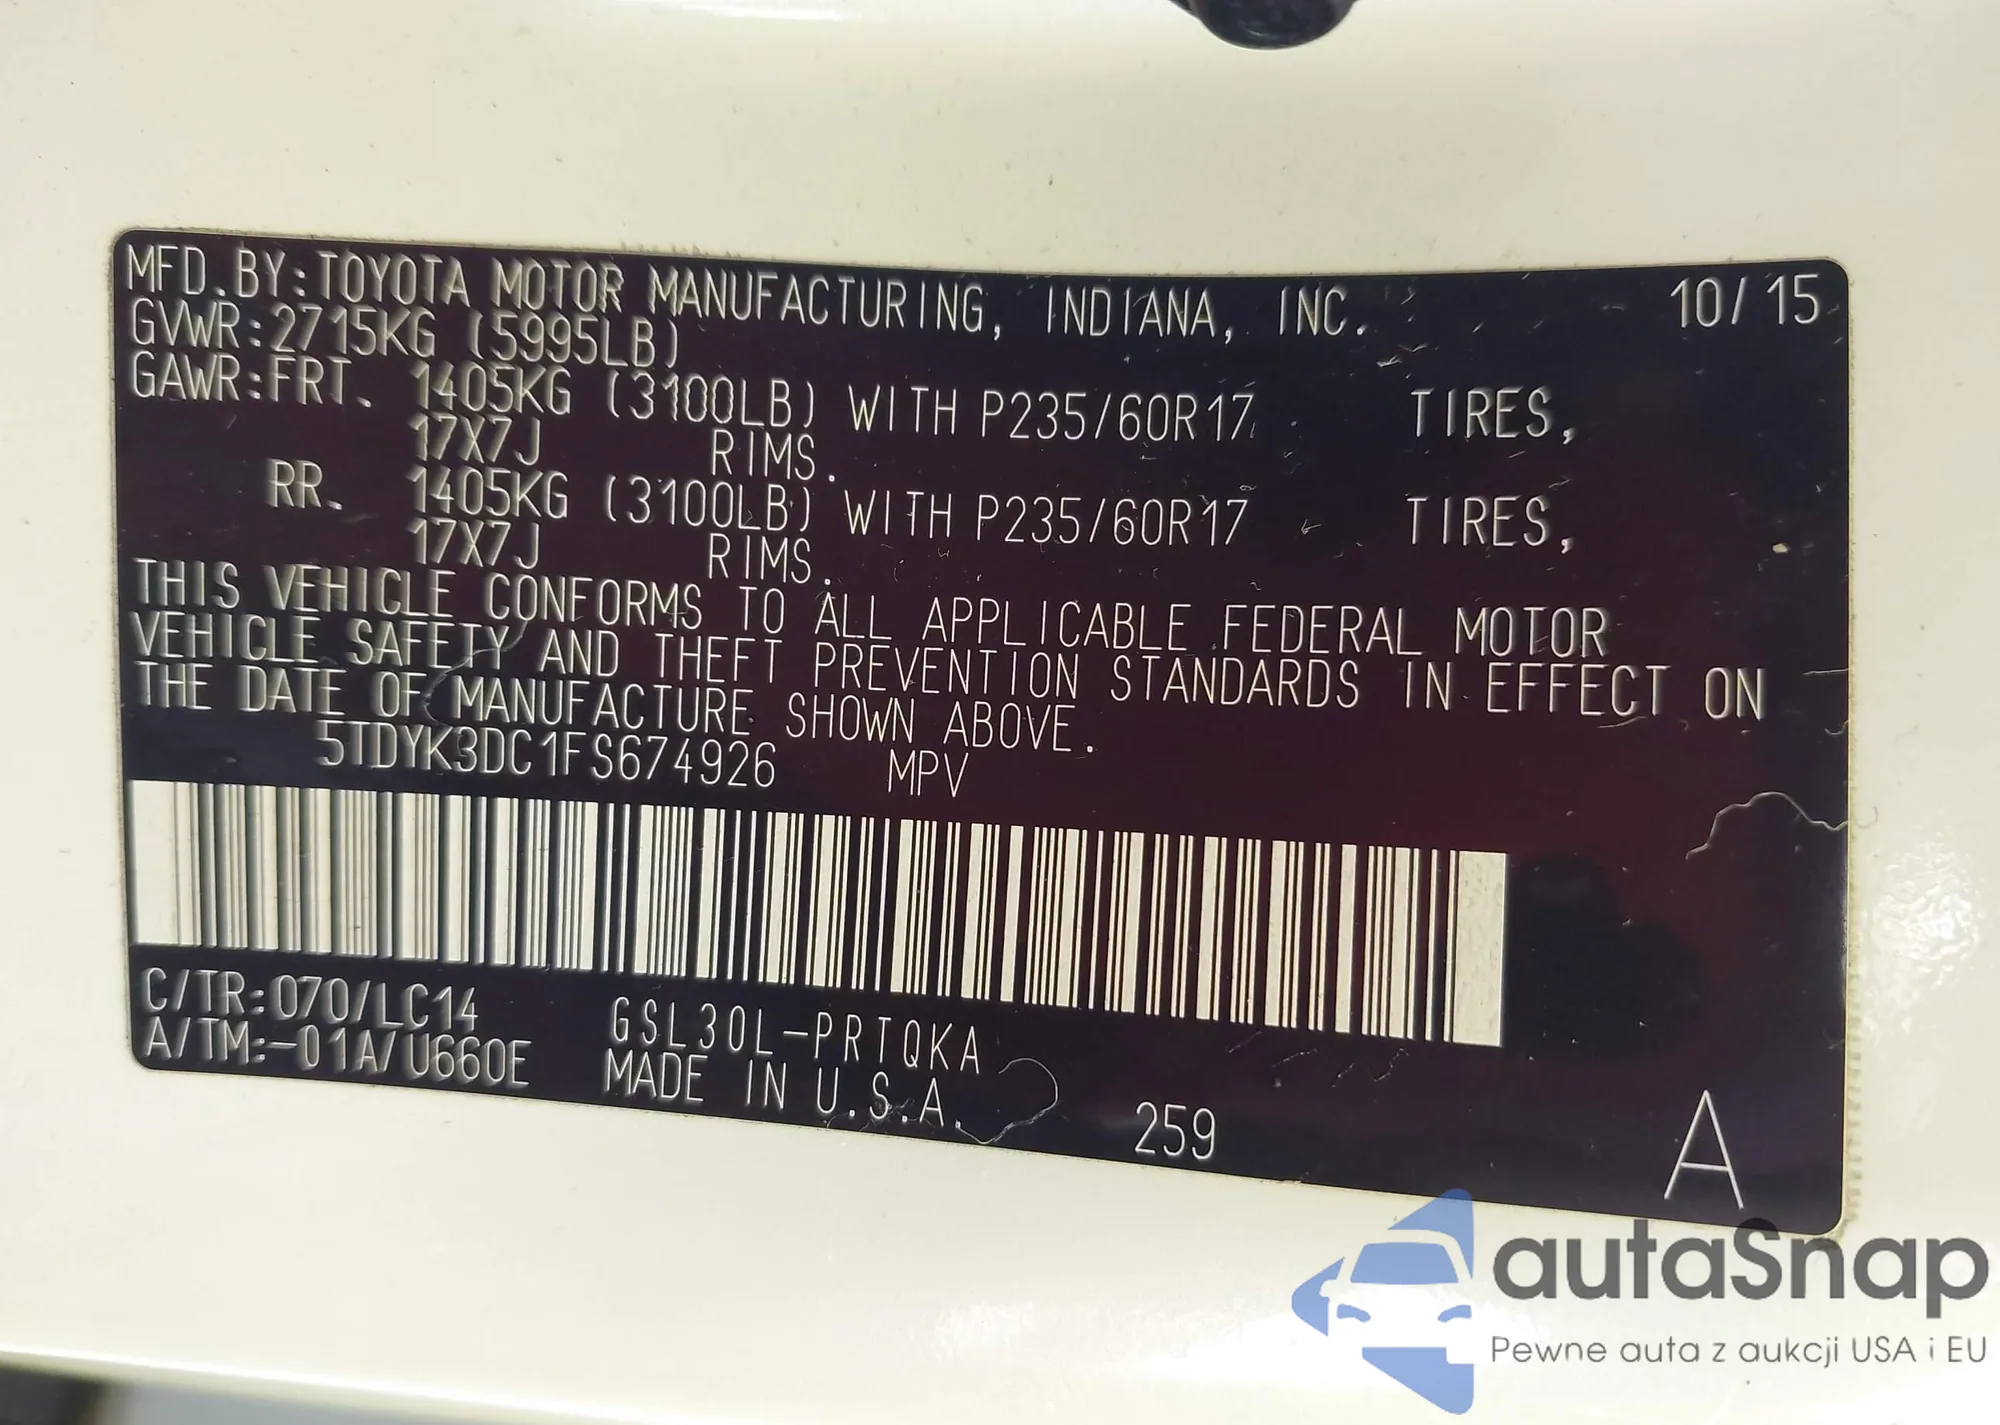 MFD. BY: TOYOTA MOTOR MANUFACTURING, INDIANA, INC. 10/15
GVWR: 2715KG (5995LB)
GAWR: FRT. 1405KG (3100LB) WITH P235/60R17 TIRES,
17X7J RIMS.
RR. 1405KG (3100LB) WITH P235/60R17 TIRES,
17X7J RIMS.
THIS VEHICLE CONFORMS TO ALL APPLICABLE FEDERAL MOTOR
VEHICLE SAFETY AND THEFT PREVENTION STANDARDS IN EFFECT ON
THE DATE OF MANUFACTURE SHOWN ABOVE.
5TDYK3DC1FS674926 MPV
C/TR: 070/LC14 GSL30L-PRTQKA
A/TM:-01A/U660E MADE IN U.S.A. 259 A
autaSnap
Pewne auta z aukcji USA i EU